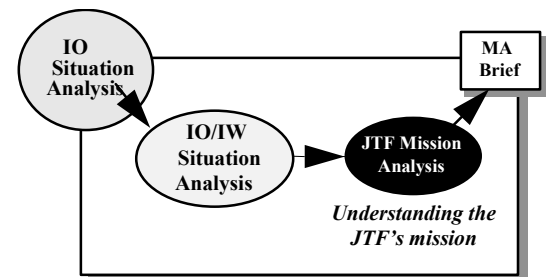 IO
Situation
Analysis
MA
Brief
IO/IW
Situation
Analysis
JTF Mission
Analysis
Understanding the
JTF's mission